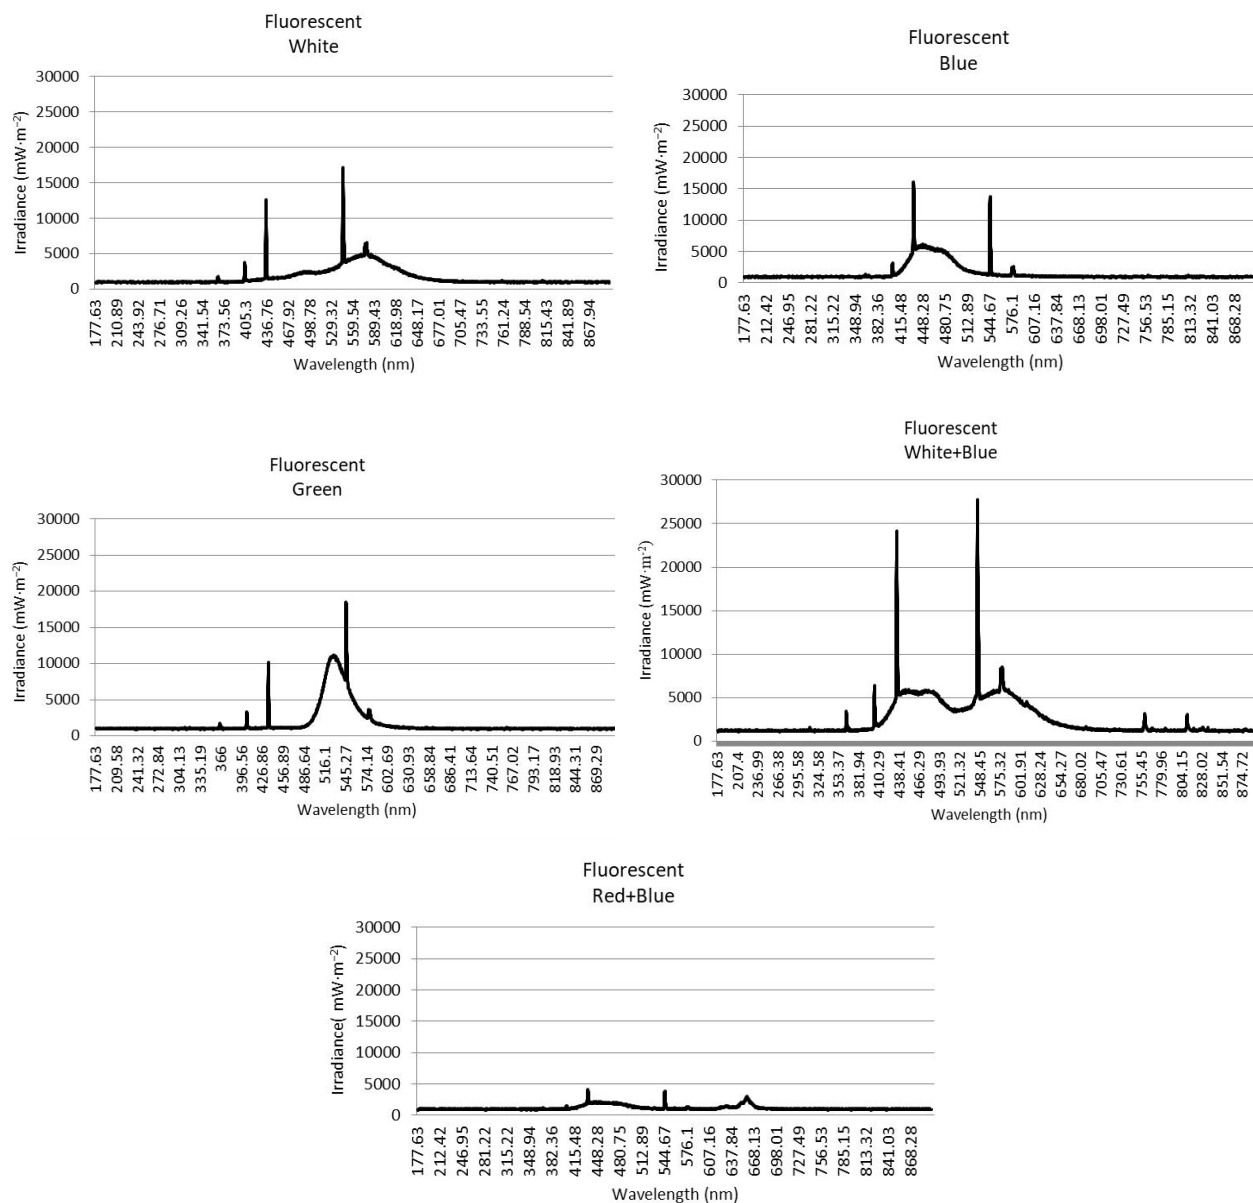 Fluorescent
White
30000
25000
20000
15000
10000
5000
0
Irradiance (mW·m⁻²)
177.63 210.89 243.92 276.71 309.26 341.54 373.56 405.3 436.76 467.92 498.78 529.32 559.54 589.43 618.98 648.17 677.01 705.47 733.55 761.24 788.54 815.43 841.89 867.94
Wavelength (nm)
Fluorescent
Blue
30000
25000
20000
15000
10000
5000
0
Irradiance (mW·m⁻²)
177.63 212.42 246.95 281.22 315.22 348.94 382.36 415.48 448.28 480.75 512.89 544.67 576.1 607.16 637.84 668.13 698.01 727.49 756.53 785.15 813.32 841.03 868.28
Wavelength (nm)
Fluorescent
Green
30000
25000
20000
15000
10000
5000
0
Irradiance (mW·m⁻²)
177.63 209.58 241.32 272.84 304.13 335.19 366 396.56 426.86 456.89 486.64 516.1 545.27 574.14 602.69 630.93 658.84 686.41 713.64 740.51 767.02 793.17 818.93 844.31 869.29
Wavelength (nm)
Fluorescent
White+Blue
30000
25000
20000
15000
10000
5000
0
Irradiance (mW·m⁻²)
177.63 207.4 236.99 266.38 295.58 324.58 353.37 381.94 410.29 438.41 466.29 493.93 521.32 548.45 575.32 601.91 628.24 654.27 680.02 705.47 730.61 755.45 779.96 804.15 828.02 851.54 874.72
Wavelength (nm)
Fluorescent
Red+Blue
30000
25000
20000
15000
10000
5000
0
Irradiance( mW·m⁻²)
177.63 212.42 246.95 281.22 315.22 348.94 382.36 415.48 448.28 480.75 512.89 544.67 576.1 607.16 637.84 668.13 698.01 727.49 756.53 785.15 813.32 841.03 868.28
Wavelength (nm)